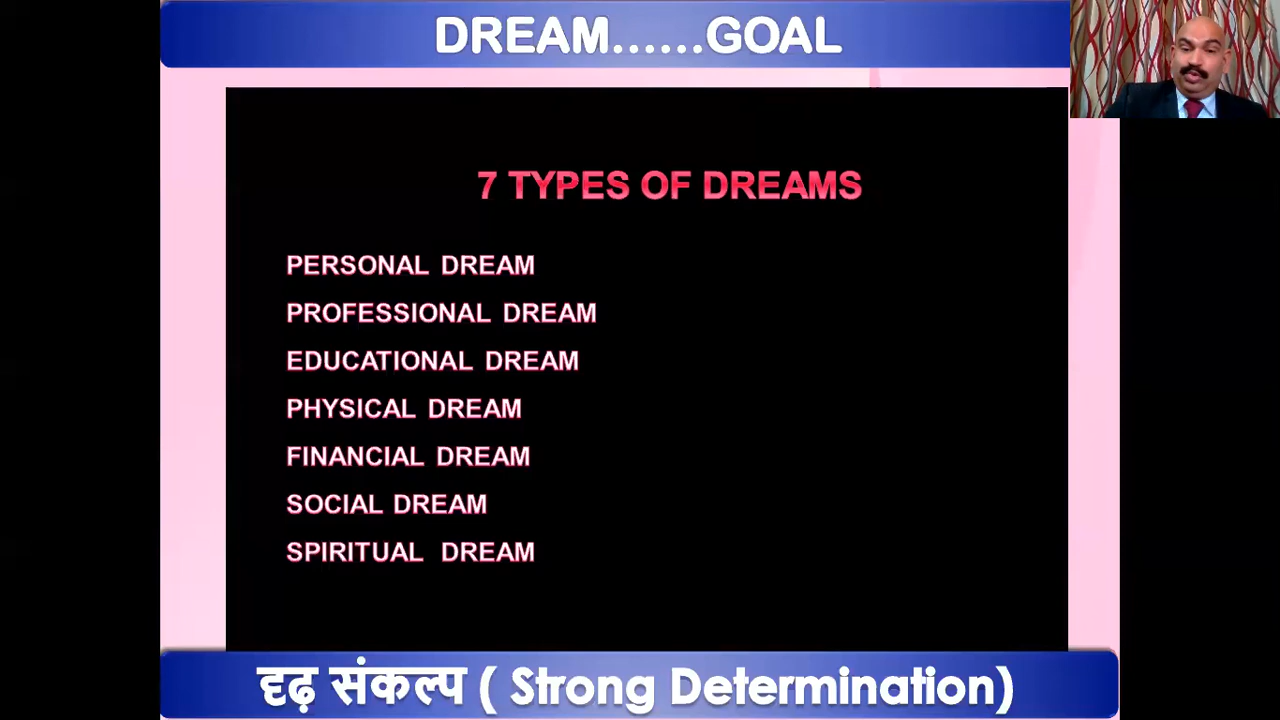 DREAM......GOAL
7 TYPES OF DREAMS
PERSONAL DREAM
PROFESSIONAL DREAM
EDUCATIONAL DREAM
PHYSICAL DREAM
FINANCIAL DREAM
SOCIAL DREAM
SPIRITUAL DREAM
दृढ़ संकल्प ( Strong Determination)